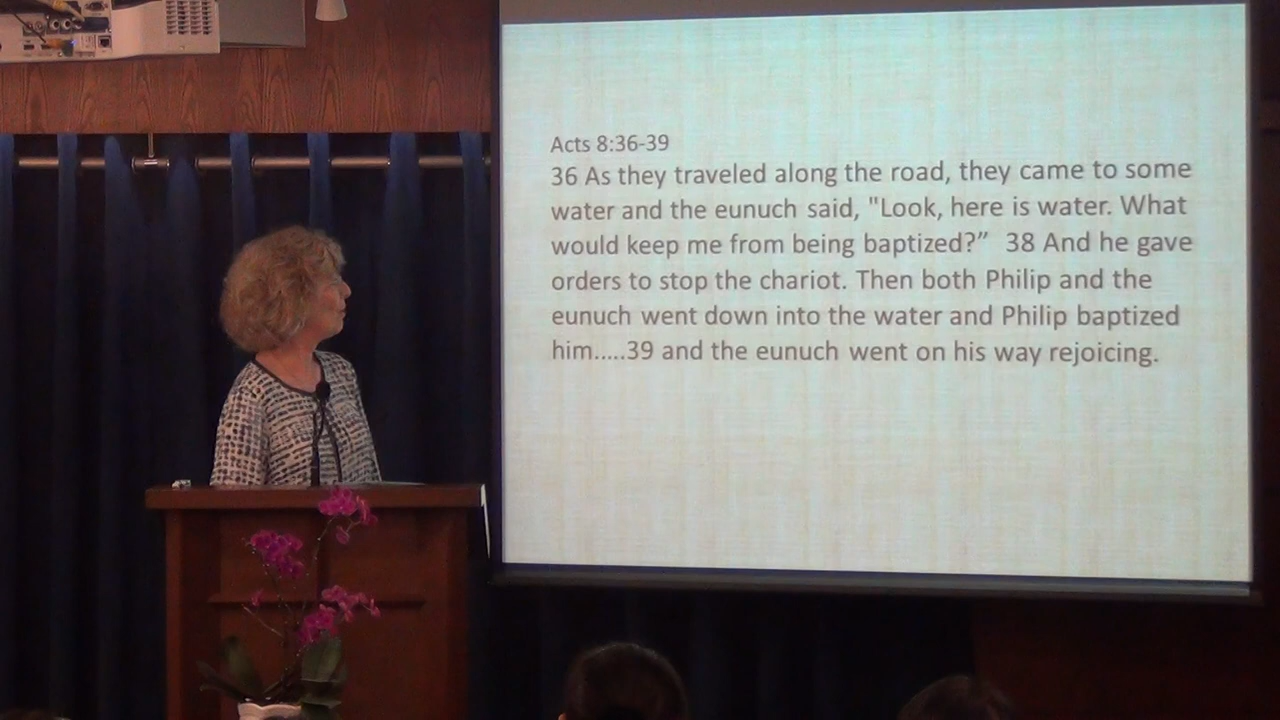 Acts 8:36-39
36 As they traveled along the road, they came to some
water and the eunuch said, "Look, here is water. What
would keep me from being baptized?”  38 And he gave
orders to stop the chariot. Then both Philip and the
eunuch went down into the water and Philip baptized
him.....39 and the eunuch went on his way rejoicing.